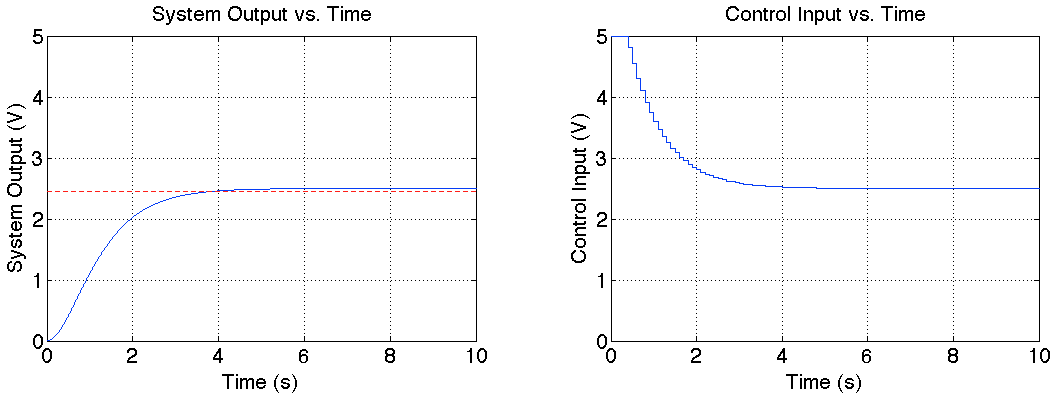 System Output vs. Time
5
4
3
2
1
0
System Output (V)
0 2 4 6 8 10
Time (s)
Control Input vs. Time
5
4
3
2
1
0
Control Input (V)
0 2 4 6 8 10
Time (s)